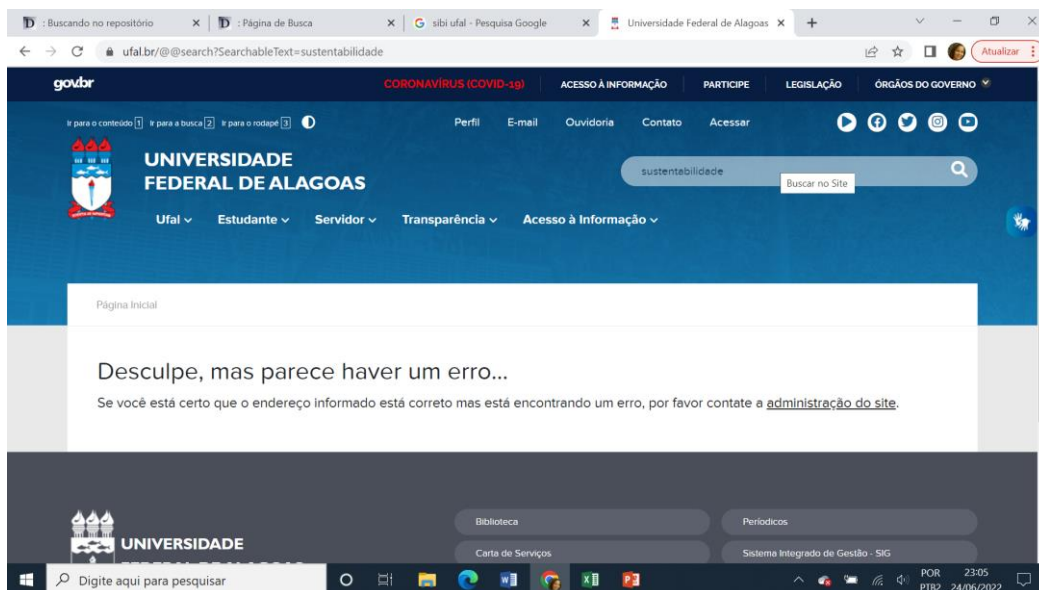 : Buscando no repositório
: Página de Busca
sibi ufal - Pesquisa Google
Universidade Federal de Alagoas
ufal.br/@@search?SearchableText=sustentabilidade
Atualizar
gov.br
CORONAVÍRUS (COVID-19)
ACESSO À INFORMAÇÃO
PARTICIPE
LEGISLAÇÃO
ÓRGÃOS DO GOVERNO
Ir para o conteúdo 1 Ir para a busca 2 Ir para o rodapé 3
Perfil E-mail Ouvidoria Contato Acessar
UNIVERSIDADE
FEDERAL DE ALAGOAS
sustentabilidade
Buscar no Site
Ufal Estudante Servidor Transparência Acesso à Informação
Página Inicial
Desculpe, mas parece haver um erro...
Se você está certo que o endereço informado está correto mas está encontrando um erro, por favor contate a administração do site.
UNIVERSIDADE
FEDERAL DE ALAGOAS
Biblioteca
Periodicos
Carta de Serviços
Sistema Integrado de Gestão - SIG
Digite aqui para pesquisar
POR 23:05
PTB2 24/06/2022